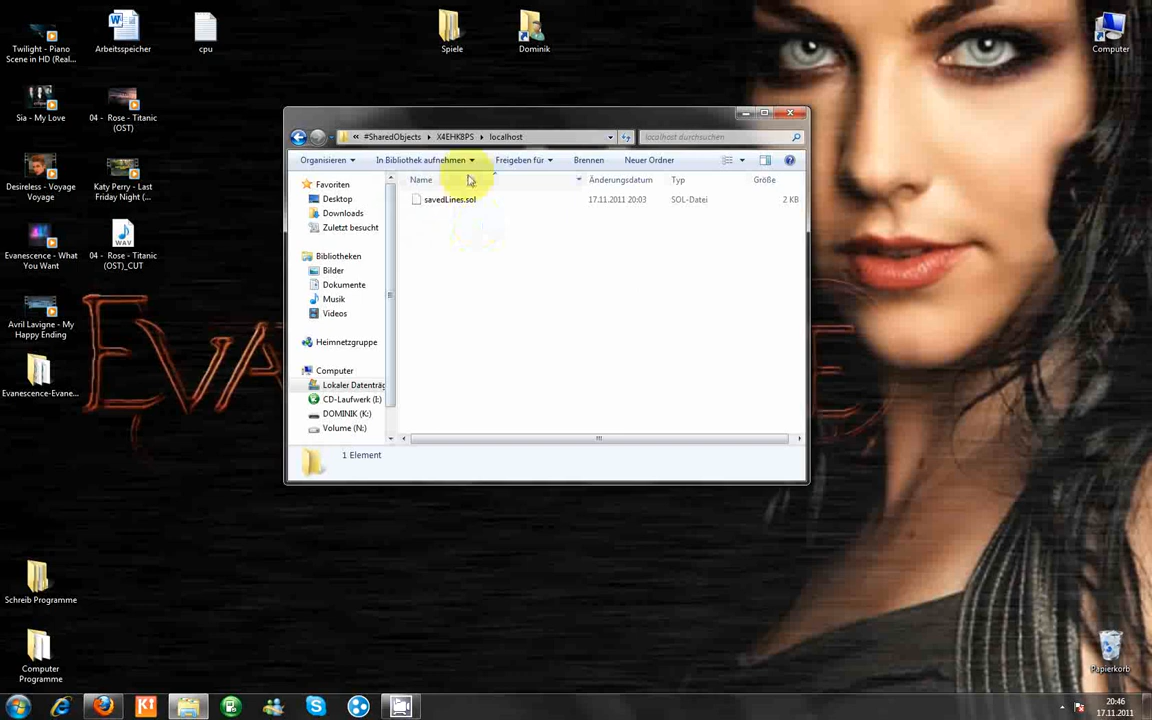 Twilight - Piano
Scene in HD (Real...
Arbeitsspeicher
cpu
Spiele
Dominik
Computer
Sia - My Love
04 - Rose - Titanic
(OST)
Desireless - Voyage
Voyage
Katy Perry - Last
Friday Night (...
Evanescence - What
You Want
WAV
04 - Rose - Titanic
(OST)_CUT
Avril Lavigne - My
Happy Ending
Evanescence-Evane...
Schreib Programme
Computer
Programme
Papierkorb
EVA
«  #SharedObjects  X4EHK8PS  localhost
localhost durchsuchen
Organisieren  In Bibliothek aufnehmen  Freigeben für  Brennen  Neuer Ordner
Name  Änderungsdatum  Typ  Größe
savedLines.sol  17.11.2011 20:03  SOL-Datei  2 KB
Favoriten
Desktop
Downloads
Zuletzt besucht
Bibliotheken
Bilder
Dokumente
Musik
Videos
Heimnetzgruppe
Computer
Lokaler Datenträg
CD-Laufwerk (I:)
DOMINIK (K:)
Volume (N:)
1 Element
20:46
17.11.2011